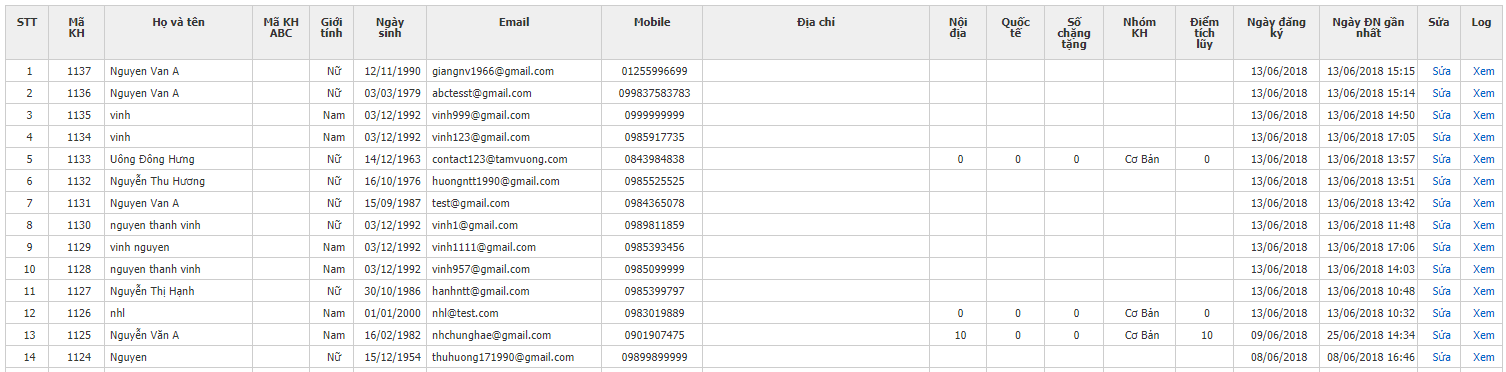 STT Mã KH Họ và tên Mã KH ABC Giới tính Ngày sinh Email Mobile Địa chỉ Nội địa Quốc tế Số chặng tặng Nhóm KH Điểm tích lũy Ngày đăng ký Ngày ĐN gần nhất Sửa Log
1 1137 Nguyen Van A Nữ 12/11/1990 giangnv1966@gmail.com 01255996699 13/06/2018 13/06/2018 15:15 Sửa Xem
2 1136 Nguyen Van A Nữ 03/03/1979 abctesst@gmail.com 099837583783 13/06/2018 13/06/2018 15:14 Sửa Xem
3 1135 vinh Nam 03/12/1992 vinh999@gmail.com 0999999999 13/06/2018 13/06/2018 14:50 Sửa Xem
4 1134 vinh Nam 03/12/1992 vinh123@gmail.com 0985917735 13/06/2018 13/06/2018 17:05 Sửa Xem
5 1133 Uông Đông Hưng Nữ 14/12/1963 contact123@tamvuong.com 0843984838 0 0 0 Cơ Bản 0 13/06/2018 13/06/2018 13:57 Sửa Xem
6 1132 Nguyễn Thu Hương Nữ 16/10/1976 huongntt1990@gmail.com 0985525525 13/06/2018 13/06/2018 13:51 Sửa Xem
7 1131 Nguyen Van A Nữ 15/09/1987 test@gmail.com 0984365078 13/06/2018 13/06/2018 13:42 Sửa Xem
8 1130 nguyen thanh vinh Nữ 03/12/1992 vinh1@gmail.com 0989811859 13/06/2018 13/06/2018 11:48 Sửa Xem
9 1129 vinh nguyen Nam 03/12/1992 vinh1111@gmail.com 0985393456 13/06/2018 13/06/2018 17:06 Sửa Xem
10 1128 nguyen thanh vinh Nam 03/12/1992 vinh957@gmail.com 0985099999 13/06/2018 13/06/2018 14:03 Sửa Xem
11 1127 Nguyễn Thị Hạnh Nữ 30/10/1986 hanhntt@gmail.com 0985399797 13/06/2018 13/06/2018 10:48 Sửa Xem
12 1126 nhl Nam 01/01/2000 nhl@test.com 0983019889 0 0 0 Cơ Bản 0 13/06/2018 13/06/2018 10:32 Sửa Xem
13 1125 Nguyễn Văn A Nam 16/02/1982 nhchunghae@gmail.com 0901907475 10 0 0 Cơ Bản 10 09/06/2018 25/06/2018 14:34 Sửa Xem
14 1124 Nguyen Nữ 15/12/1954 thuhuong171990@gmail.com 09899899999 08/06/2018 08/06/2018 16:46 Sửa Xem